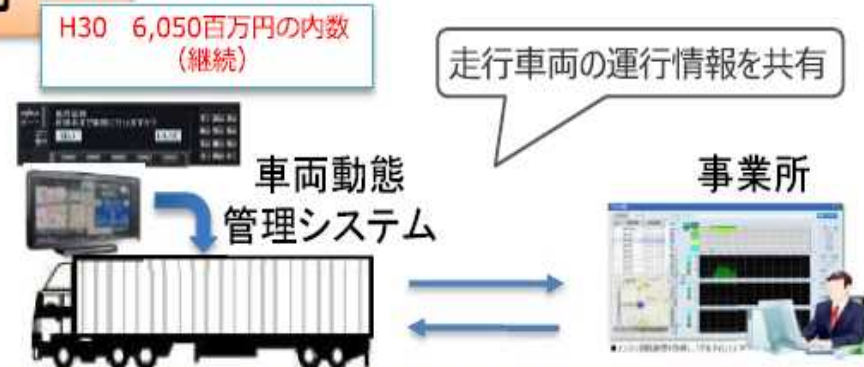 H30　6,050百万円の内数
（継続）
走行車両の運行情報を共有
車両動態
管理システム
事業所